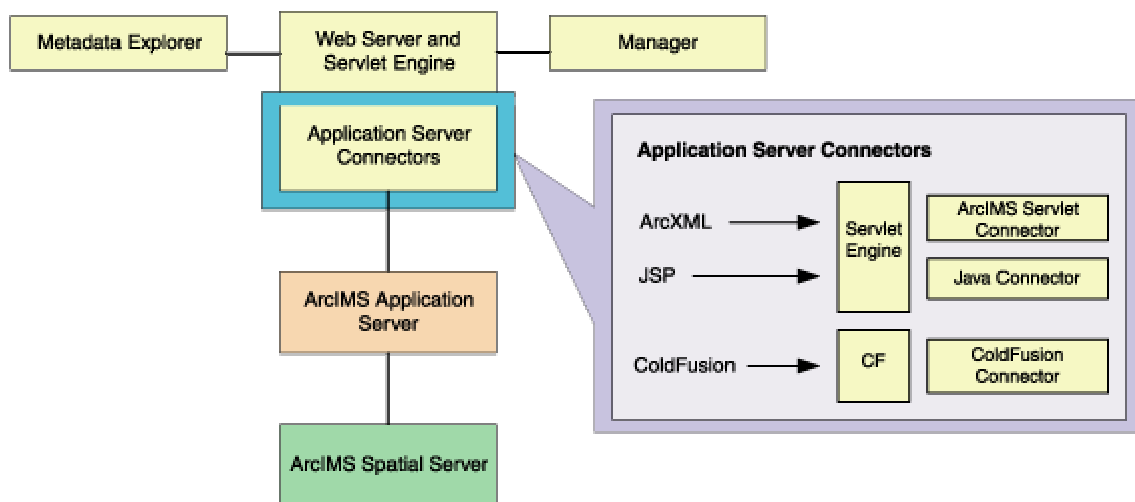 Metadata Explorer
Web Server and
Servlet Engine
Manager
Application Server
Connectors
ArcIMS Application
Server
ArcIMS Spatial Server
Application Server Connectors
ArcXML
JSP
ColdFusion
Servlet
Engine
CF
ArcIMS Servlet
Connector
Java Connector
ColdFusion
Connector